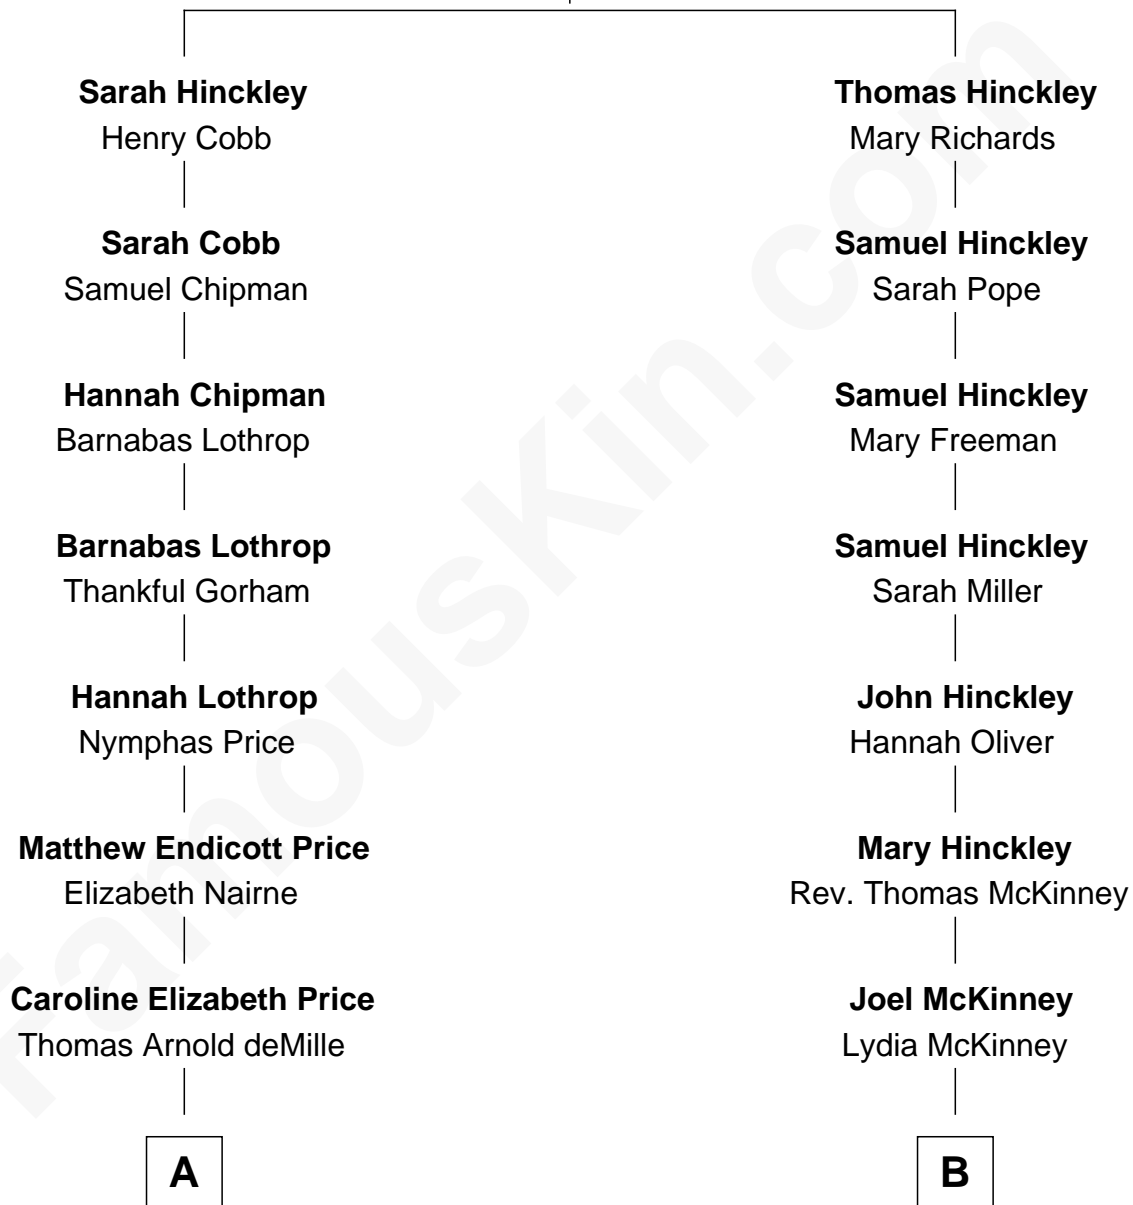 Sarah Hinckley
Henry Cobb
Sarah Cobb
Samuel Chipman
Hannah Chipman
Barnabas Lothrop
Barnabas Lothrop
Thankful Gorham
Hannah Lothrop
Nymphas Price
Matthew Endicott Price
Elizabeth Nairne
Caroline Elizabeth Price
Thomas Arnold deMille
A
Thomas Hinckley
Mary Richards
Samuel Hinckley
Sarah Pope
Samuel Hinckley
Mary Freeman
Samuel Hinckley
Sarah Miller
John Hinckley
Hannah Oliver
Mary Hinckley
Rev. Thomas McKinney
Joel McKinney
Lydia McKinney
B
FamousKin.com